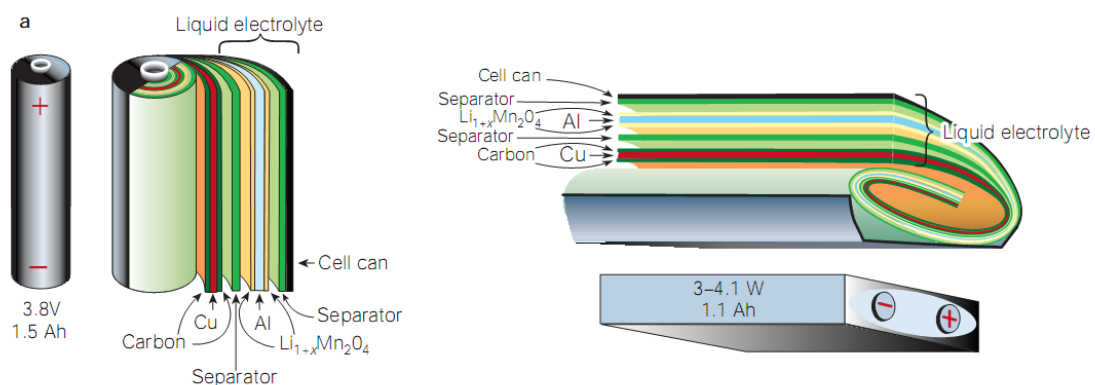 a
Liquid electrolyte
+
−
3.8V
1.5 Ah
Cell can
Cu
Al
Separator
Carbon
Li1+xMn2O4
Separator
Cell can
Separator
Li1+xMn2O4
Al
Separator
Carbon
Cu
Liquid electrolyte
3–4.1 W
1.1 Ah
−
+